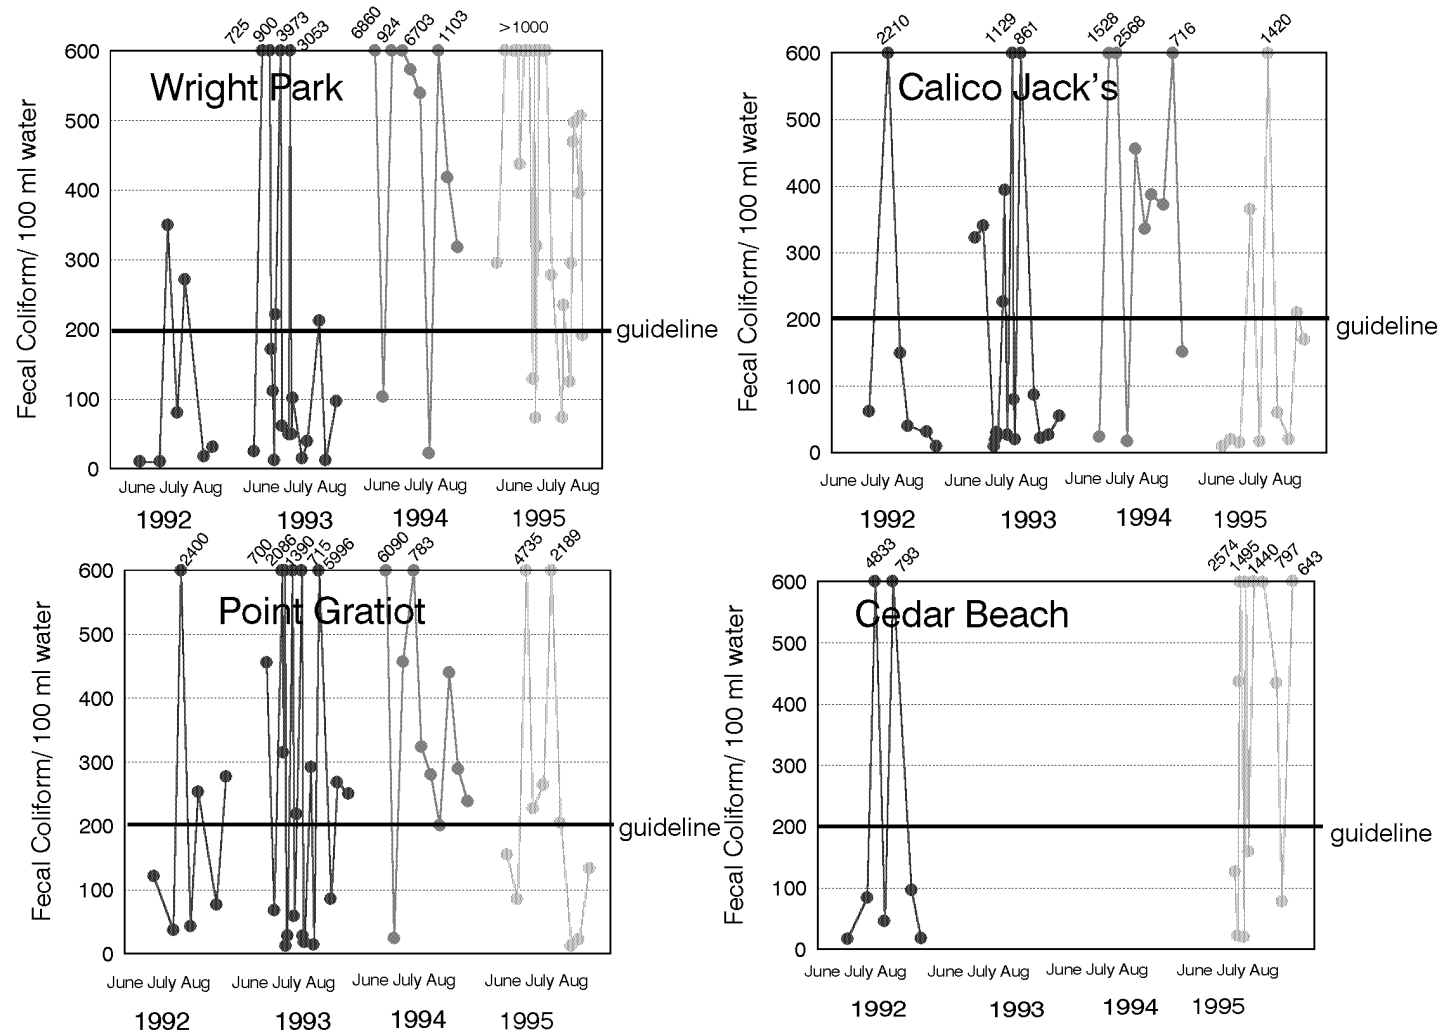 725 900 3973 3053 6860 924 6703 1103 >1000
Wright Park
Fecal Coliform/ 100 ml water
600
500
400
300
200
100
0
guideline
June July Aug June July Aug June July Aug June July Aug
1992 1993 1994 1995
2210 1129 861 1528 2568 716 1420
Calico Jack's
Fecal Coliform/ 100 ml water
600
500
400
300
200
100
0
guideline
June July Aug June July Aug June July Aug June July Aug
1992 1993 1994 1995
2400 700 2086 1390 715 5996 6090 783 4735 2189
Point Gratiot
Fecal Coliform/ 100 ml water
600
500
400
300
200
100
0
guideline
June July Aug June July Aug June July Aug June July Aug
1992 1993 1994 1995
4833 793 2574 1495 1440 797 643
Cedar Beach
Fecal Coliform/ 100 ml water
600
500
400
300
200
100
0
guideline
June July Aug June July Aug June July Aug June July Aug
1992 1993 1994 1995